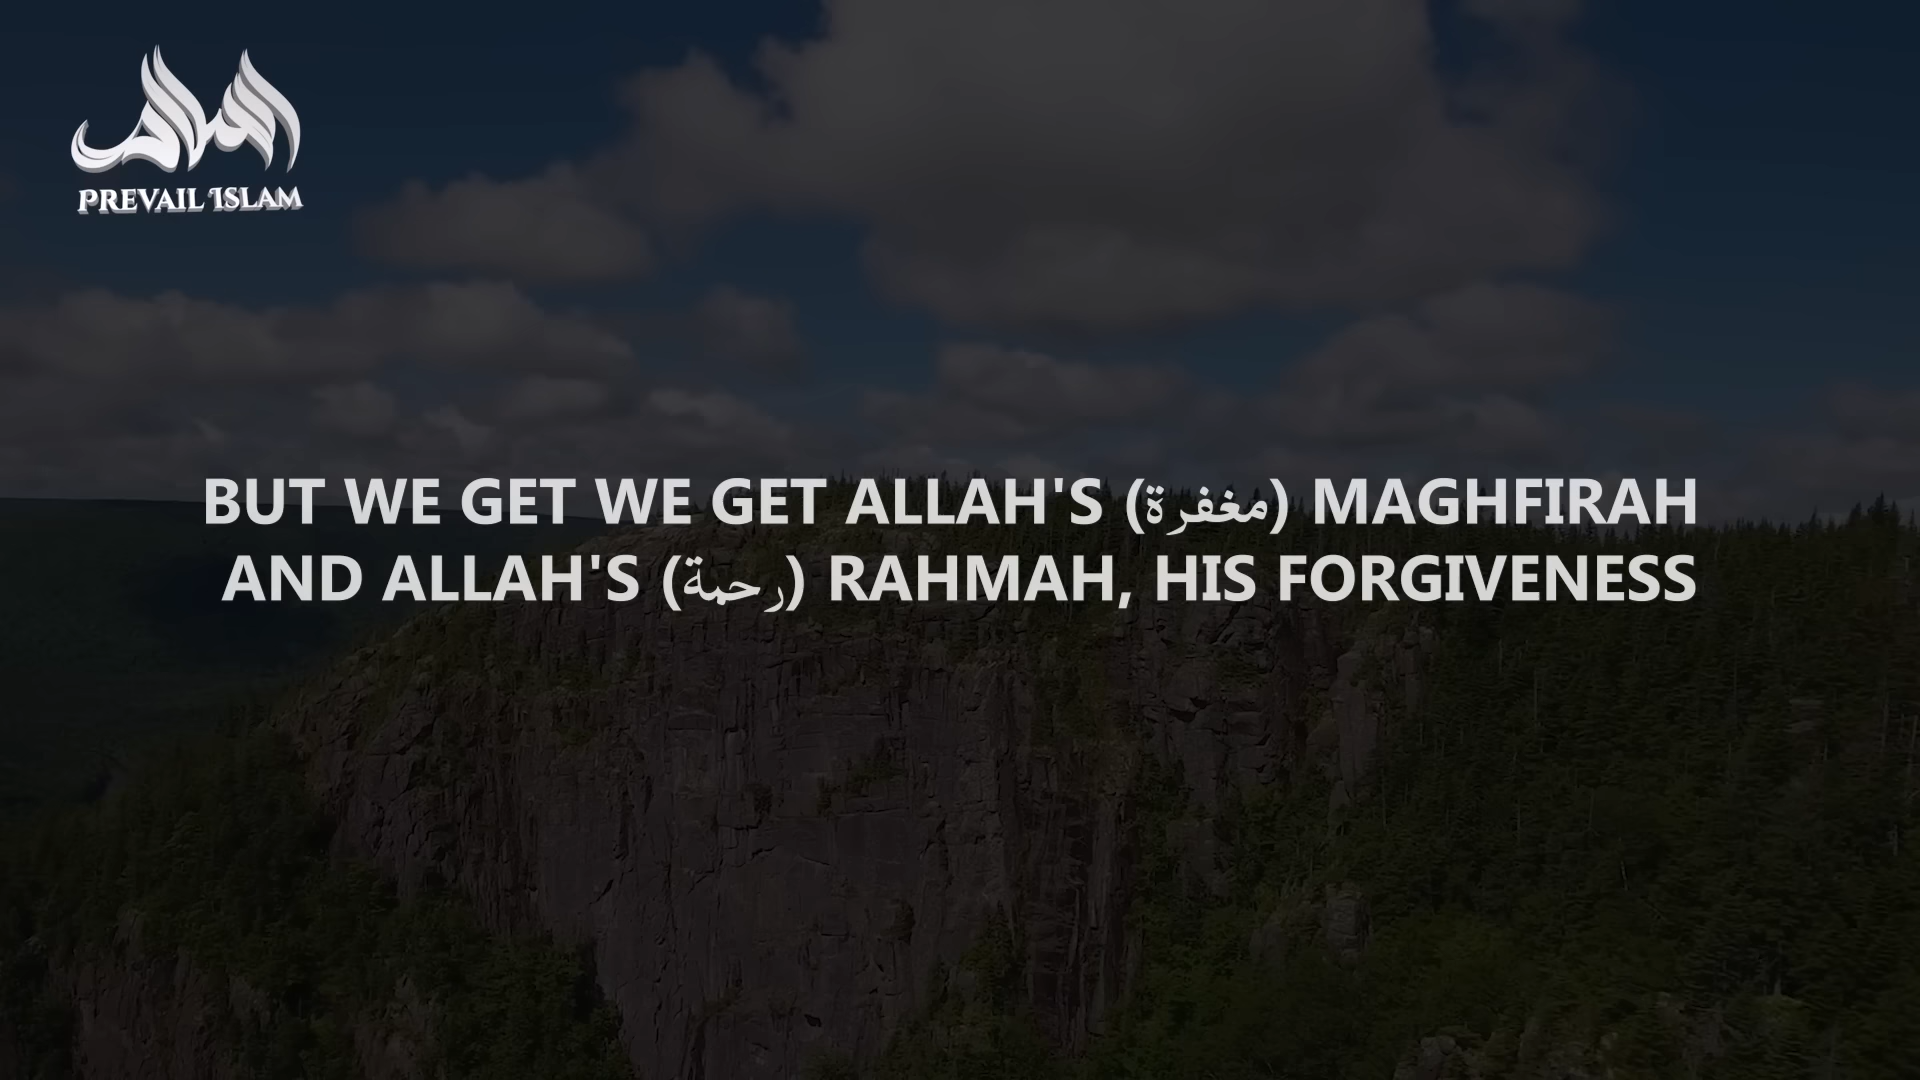 PREVAIL ISLAM
BUT WE GET WE GET ALLAH'S (مغفرة) MAGHFIRAH
AND ALLAH'S (رحمة) RAHMAH, HIS FORGIVENESS